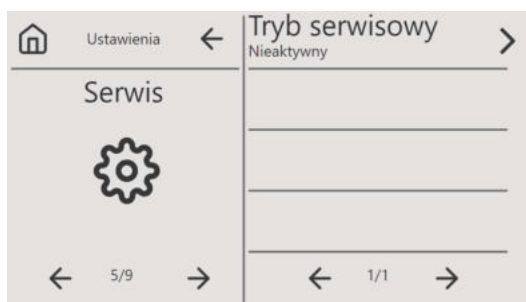 Ustawienia
Serwis
5/9
Tryb serwisowy
Nieaktywny
1/1